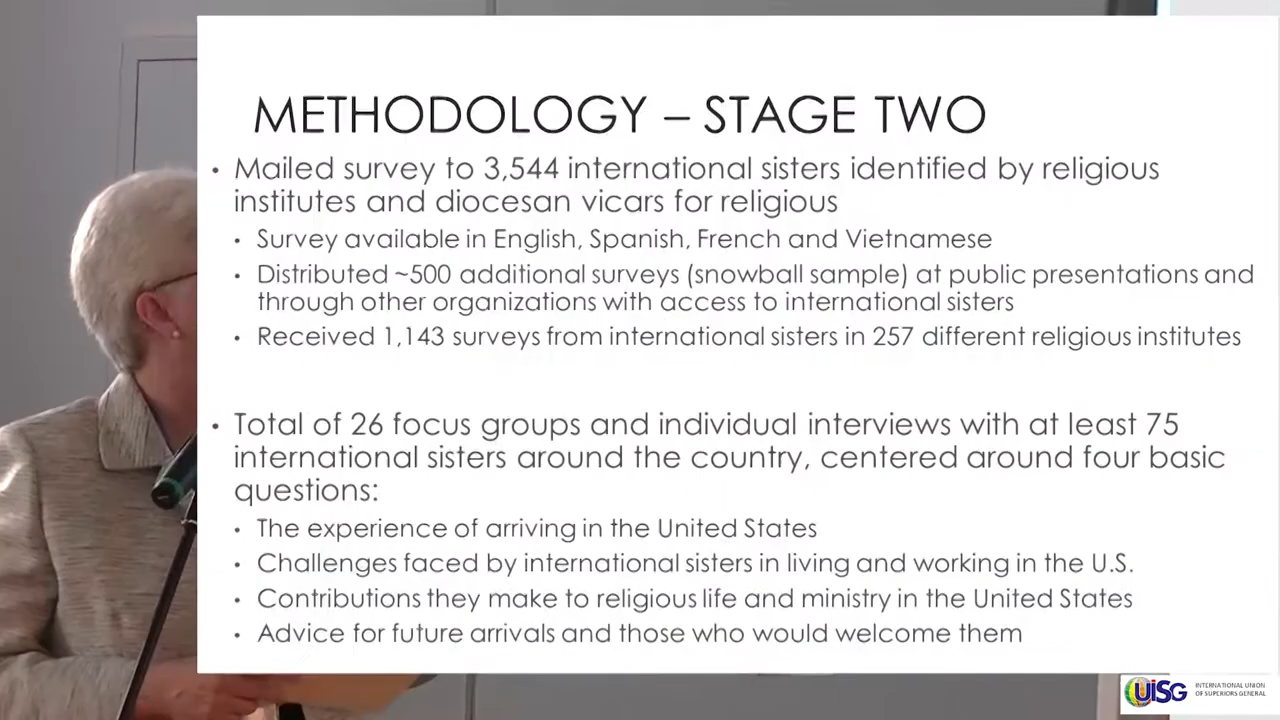 METHODOLOGY – STAGE TWO
• Mailed survey to 3,544 international sisters identified by religious
institutes and diocesan vicars for religious
• Survey available in English, Spanish, French and Vietnamese
• Distributed ~500 additional surveys (snowball sample) at public presentations and
through other organizations with access to international sisters
• Received 1,143 surveys from international sisters in 257 different religious institutes
• Total of 26 focus groups and individual interviews with at least 75
international sisters around the country, centered around four basic
questions:
• The experience of arriving in the United States
• Challenges faced by international sisters in living and working in the U.S.
• Contributions they make to religious life and ministry in the United States
• Advice for future arrivals and those who would welcome them
UISG
INTERNATIONAL UNION
OF SUPERIORS GENERAL